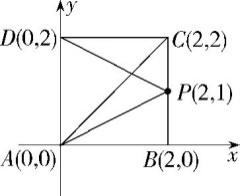 y
D(0,2)
C(2,2)
P(2,1)
A(0,0)
B(2,0)
x